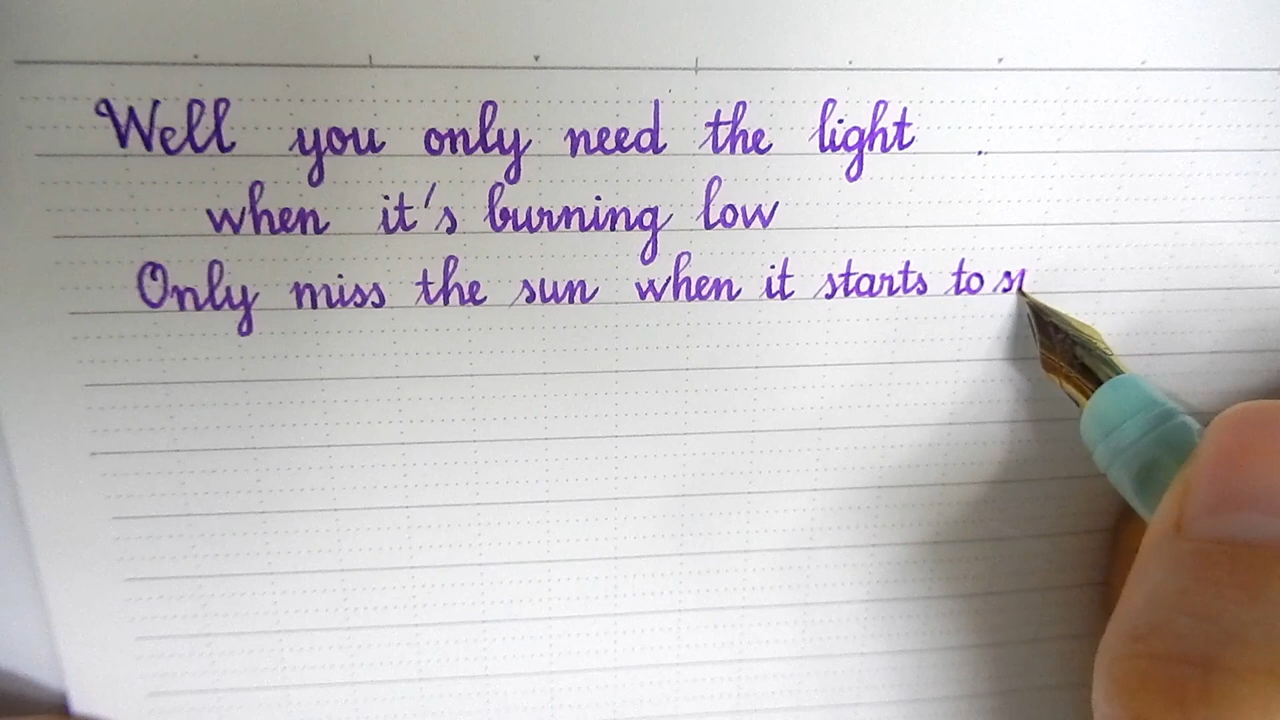 Well you only need the light
when it's burning low
Only miss the sun when it starts to s